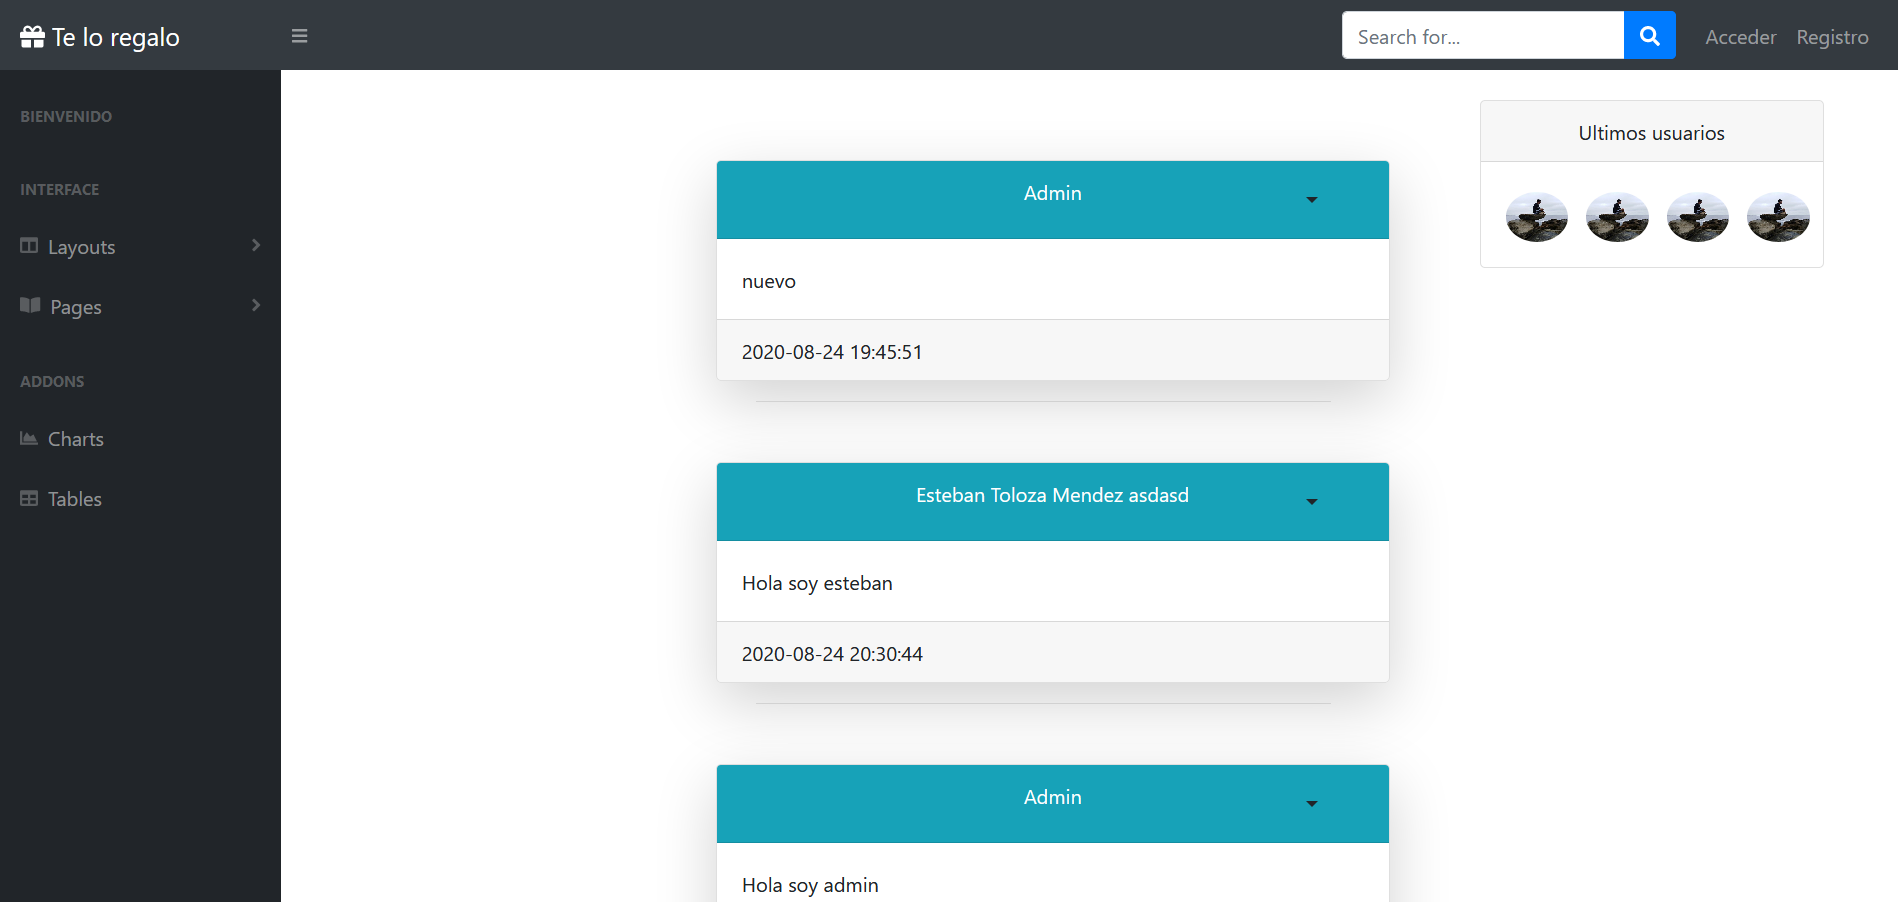 Te lo regalo
Search for...
Acceder
Registro
BIENVENIDO
INTERFACE
Layouts
Pages
ADDONS
Charts
Tables
Admin
nuevo
2020-08-24 19:45:51
Esteban Toloza Mendez asdasd
Hola soy esteban
2020-08-24 20:30:44
Admin
Hola soy admin
Ultimos usuarios